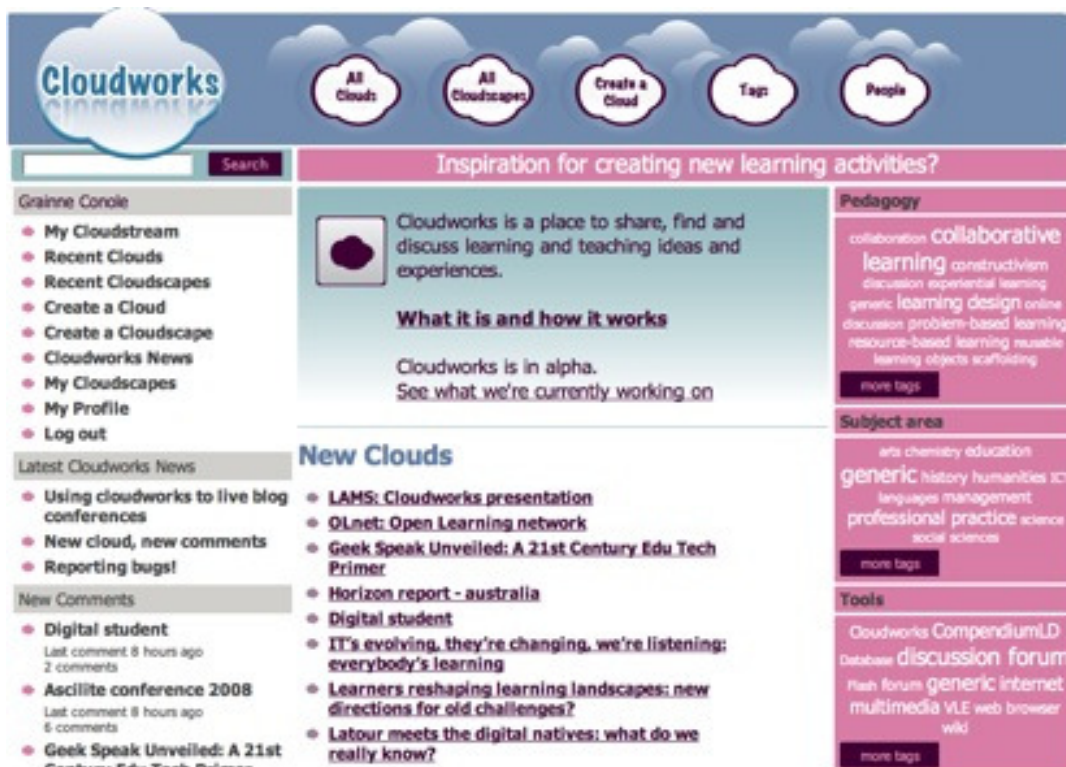 Cloudworks
All
Clouds
All
Cloudscapes
Create a
Cloud
Tags
People
Search
Inspiration for creating new learning activities?
Grainne Conole
My Cloudstream
Recent Clouds
Recent Cloudscapes
Create a Cloud
Create a Cloudscape
Cloudworks News
My Cloudscapes
My Profile
Log out
Latest Cloudworks News
Using cloudworks to live blog
conferences
New cloud, new comments
Reporting bugs!
New Comments
Digital student
Last comment 8 hours ago
2 comments
Ascilite conference 2008
Last comment 8 hours ago
6 comments
Geek Speak Unveiled: A 21st
Century Edu Tech Primer
Cloudworks is a place to share, find and
discuss learning and teaching ideas and
experiences.
What it is and how it works
Cloudworks is in alpha.
See what we're currently working on
New Clouds
LAMS: Cloudworks presentation
OLnet: Open Learning network
Geek Speak Unveiled: A 21st Century Edu Tech
Primer
Horizon report - australia
Digital student
IT's evolving, they're changing, we're listening:
everybody's learning
Learners reshaping learning landscapes: new
directions for old challenges?
Latour meets the digital natives: what do we
really know?
Pedagogy
collaboration collaborative
learning constructivism
discussion experiential learning
generic learning design online
discussion problem-based learning
resource-based learning reusable
learning objects scaffolding
more tags
Subject area
arts chemistry education
generic history humanities ICT
languages management
professional practice science
social sciences
more tags
Tools
Cloudworks CompendiumLD
Database discussion forum
Flash forum generic internet
multimedia VLE web browser
wiki
more tags